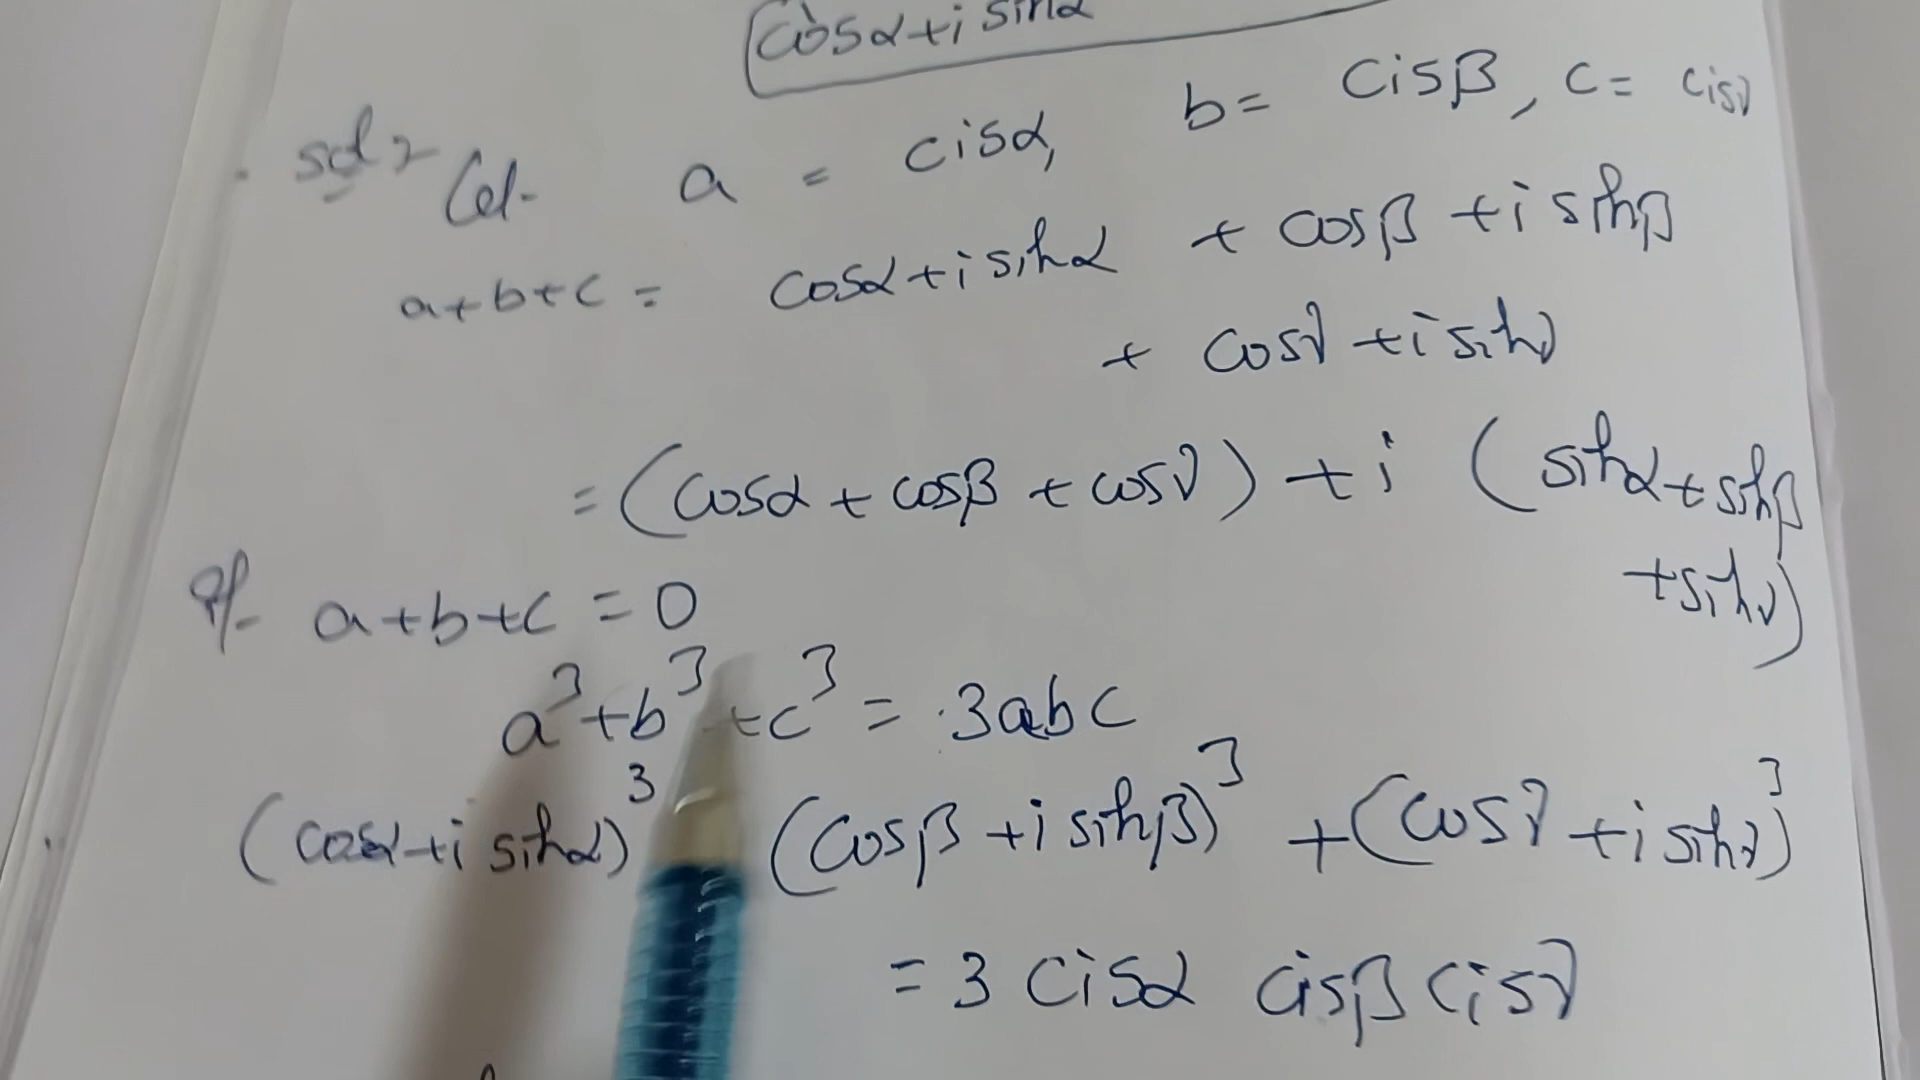 cosα+i sinα
sol> Let a = cisα, b = cisβ, c = cisγ
a+b+c = cosα+i sinα + cosβ +i sinβ
+ cosγ +i sinγ
= (cosα + cosβ + cosγ) +i (sinα+sinβ
+sinγ)
If a+b+c = 0
a³+b³+c³ = 3abc
(cosα+i sinα)³ (cosβ +i sinβ)³ +(cosγ +i sinγ)³
= 3 cisα cisβ cisγ